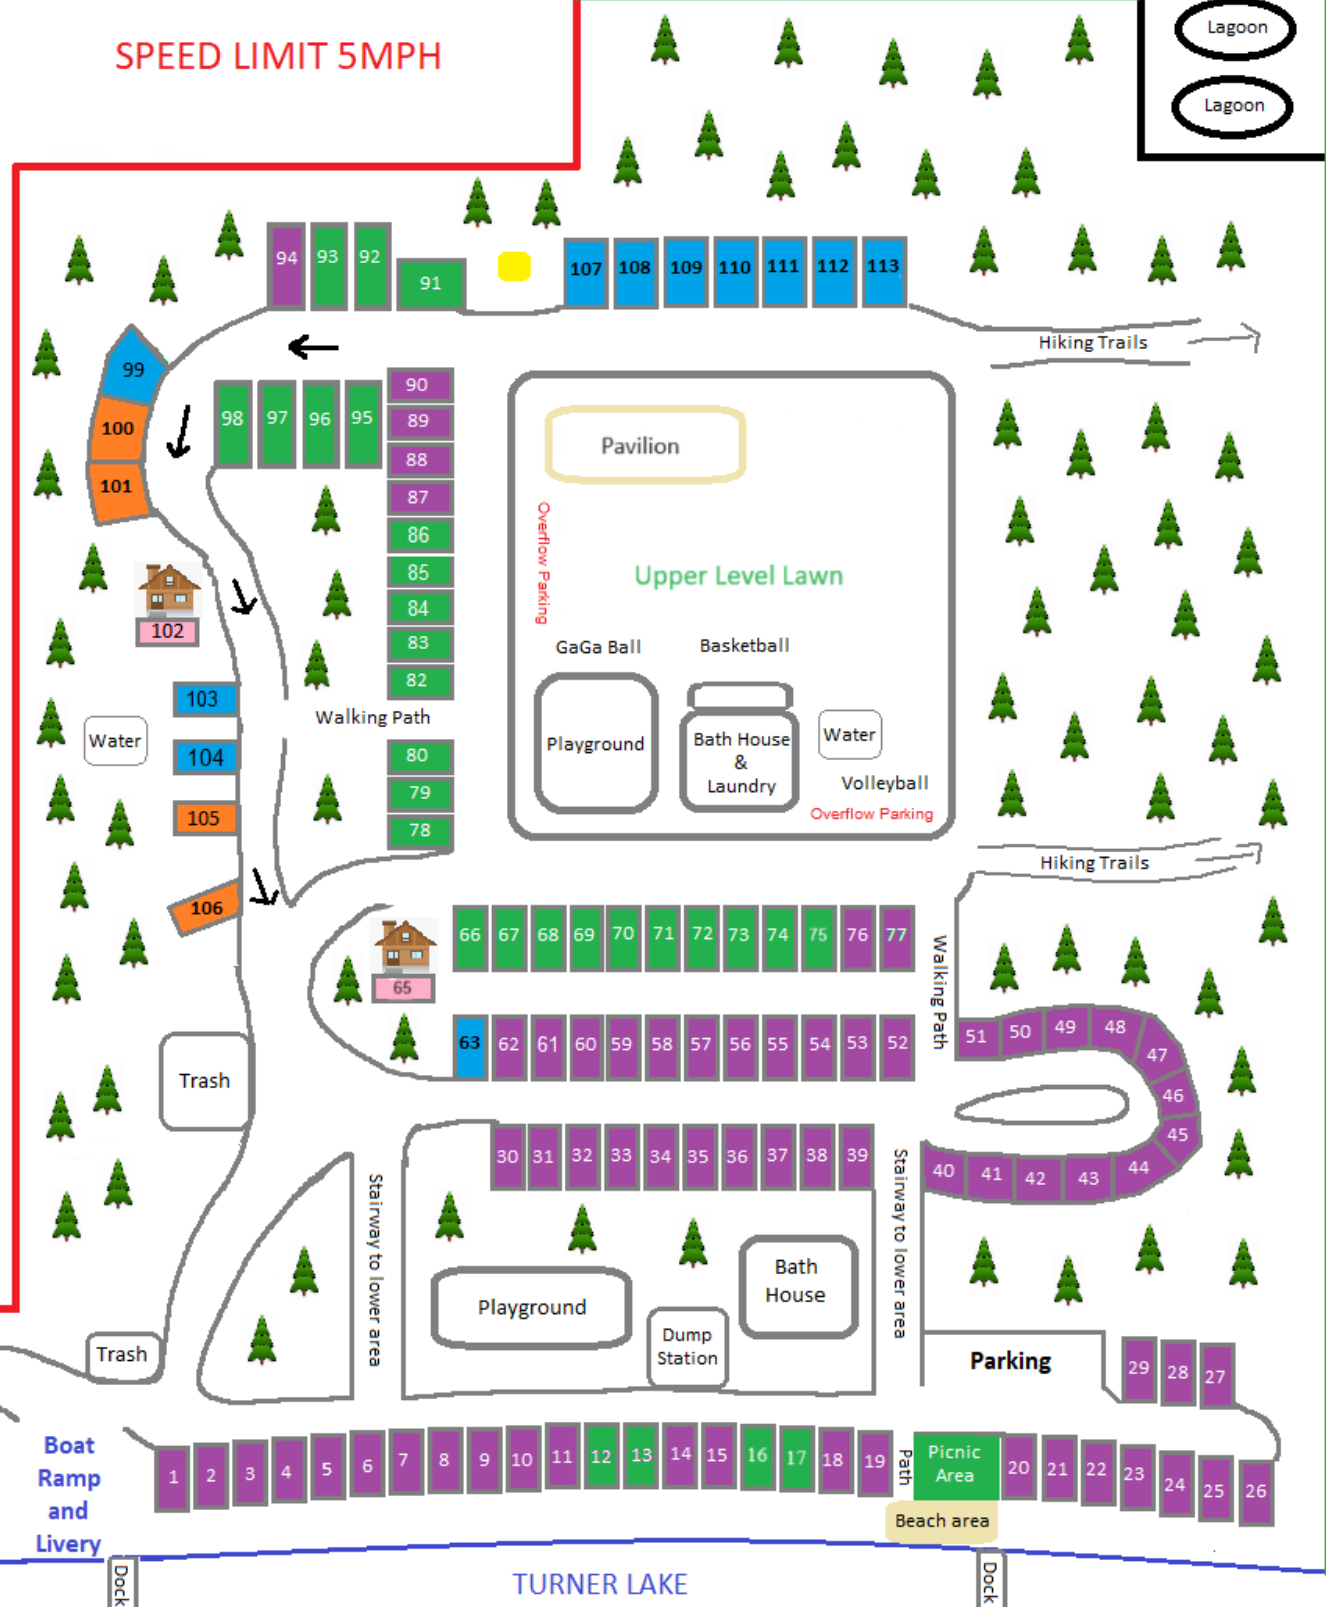 SPEED LIMIT 5MPH
Lagoon
Lagoon
94 93 92 91
107 108 109 110 111 112 113
Hiking Trails
99
100
101
98 97 96 95
90
89
88
87
86
85
84
83
82
Pavilion
Overflow Parking
Upper Level Lawn
GaGa Ball
Basketball
102
103
Water
104
105
106
Walking Path
80
79
78
Playground
Bath House
&
Laundry
Water
Volleyball
Overflow Parking
Hiking Trails
65
66 67 68 69 70 71 72 73 74 75 76 77
Walking Path
63 62 61 60 59 58 57 56 55 54 53 52
51 50 49 48 47 46 45 44 43 42 41 40
Trash
30 31 32 33 34 35 36 37 38 39
Stairway to lower area
Stairway to lower area
Playground
Bath
House
Dump
Station
Trash
Parking
29 28 27
Boat
Ramp
and
Livery
1 2 3 4 5 6 7 8 9 10 11 12 13 14 15 16 17 18 19
Path
Picnic
Area
20 21 22 23 24 25 26
Beach area
Dock
TURNER LAKE
Dock